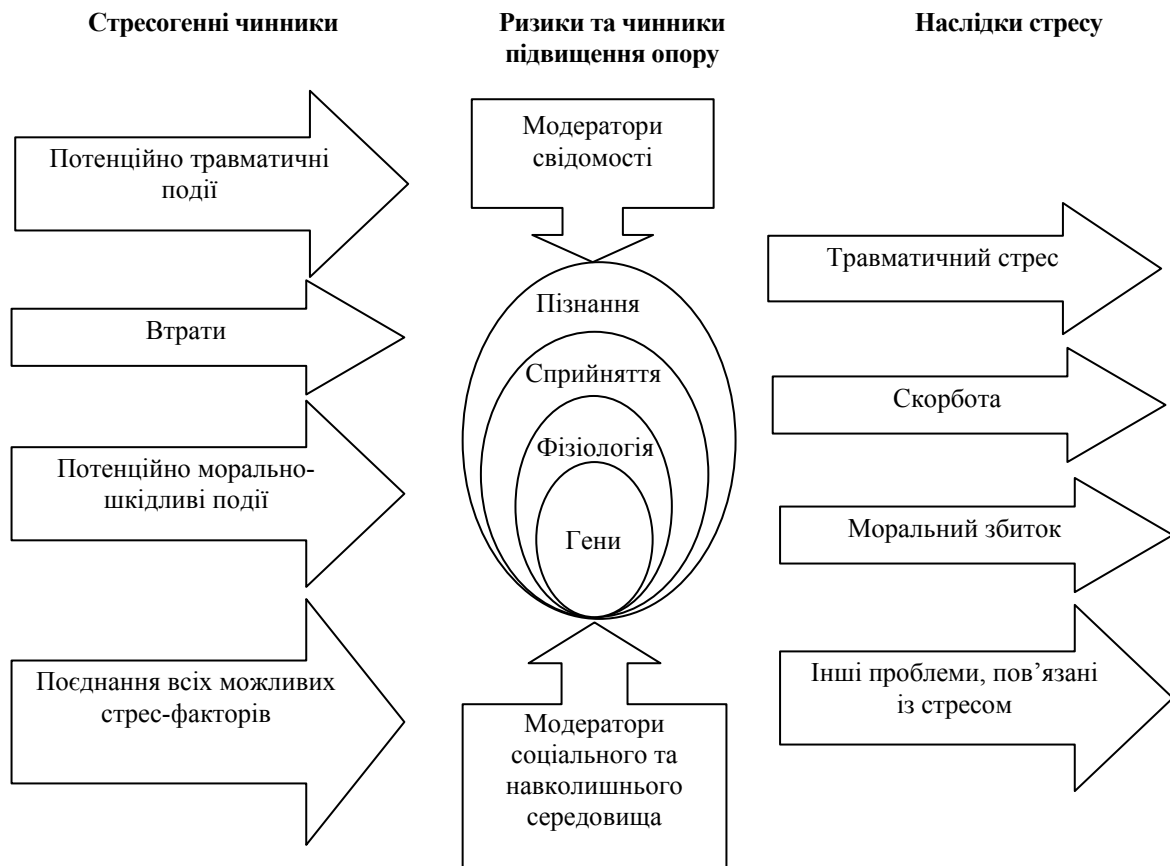 Стресогенні чинники
Ризики та чинники
підвищення опору
Наслідки стресу
Потенційно травматичні
події
Втрати
Потенційно морально-
шкідливі події
Поєднання всіх можливих
стрес-факторів
Модератори
свідомості
Пізнання
Сприйняття
Фізіологія
Гени
Модератори
соціального та
навколишнього
середовища
Травматичний стрес
Скорбота
Моральний збиток
Інші проблеми, пов’язані
із стресом